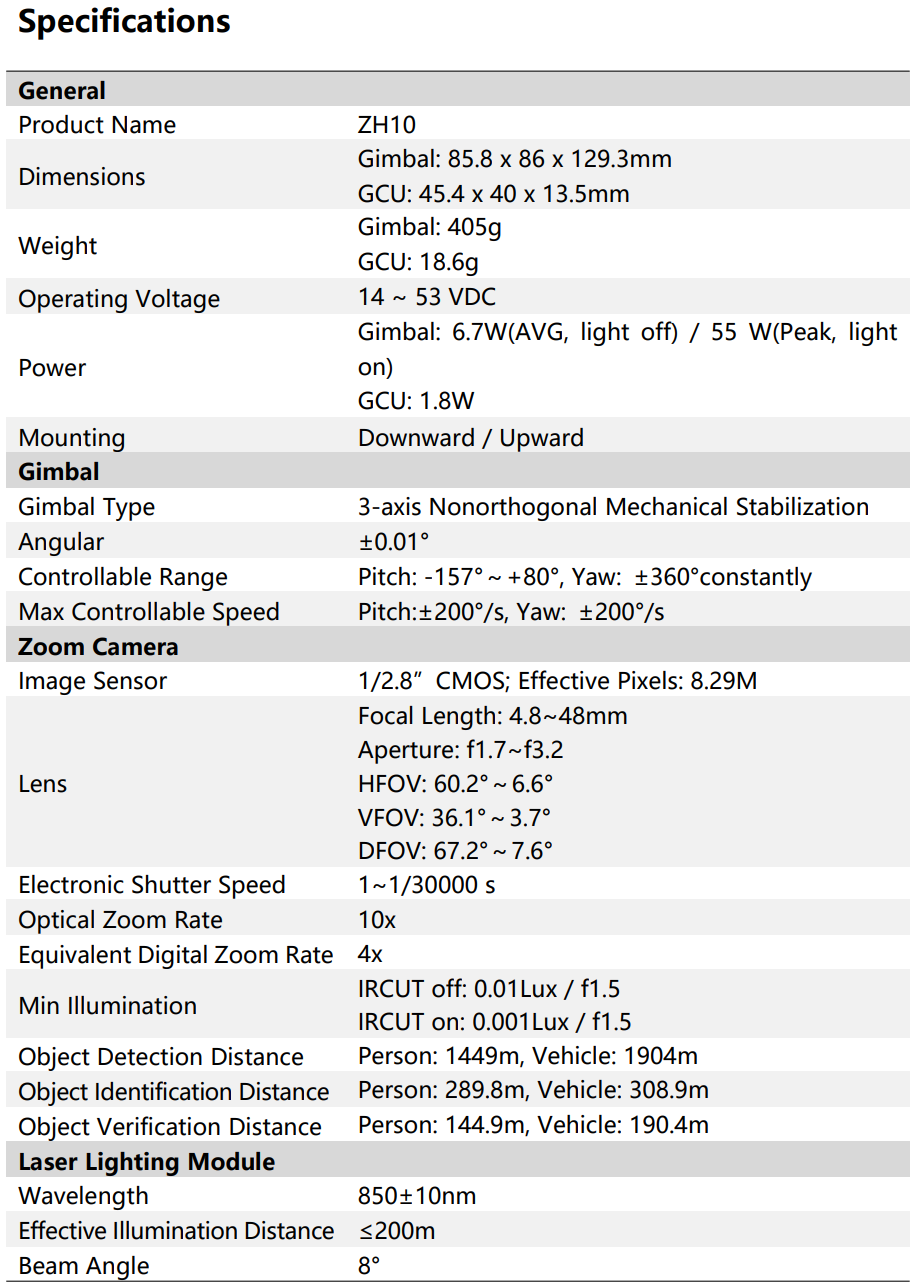 Specifications
General
Product Name ZH10
Dimensions Gimbal: 85.8 x 86 x 129.3mm
GCU: 45.4 x 40 x 13.5mm
Weight Gimbal: 405g
GCU: 18.6g
Operating Voltage 14 ~ 53 VDC
Power Gimbal: 6.7W(AVG, light off) / 55 W(Peak, light
on)
GCU: 1.8W
Mounting Downward / Upward
Gimbal
Gimbal Type 3-axis Nonorthogonal Mechanical Stabilization
Angular ±0.01°
Controllable Range Pitch: -157° ~ +80°, Yaw: ±360°constantly
Max Controllable Speed Pitch:±200°/s, Yaw: ±200°/s
Zoom Camera
Image Sensor 1/2.8” CMOS; Effective Pixels: 8.29M
Lens Focal Length: 4.8~48mm
Aperture: f1.7~f3.2
HFOV: 60.2° ~ 6.6°
VFOV: 36.1° ~ 3.7°
DFOV: 67.2° ~ 7.6°
Electronic Shutter Speed 1~1/30000 s
Optical Zoom Rate 10x
Equivalent Digital Zoom Rate 4x
Min Illumination IRCUT off: 0.01Lux / f1.5
IRCUT on: 0.001Lux / f1.5
Object Detection Distance Person: 1449m, Vehicle: 1904m
Object Identification Distance Person: 289.8m, Vehicle: 308.9m
Object Verification Distance Person: 144.9m, Vehicle: 190.4m
Laser Lighting Module
Wavelength 850±10nm
Effective Illumination Distance ≤200m
Beam Angle 8°